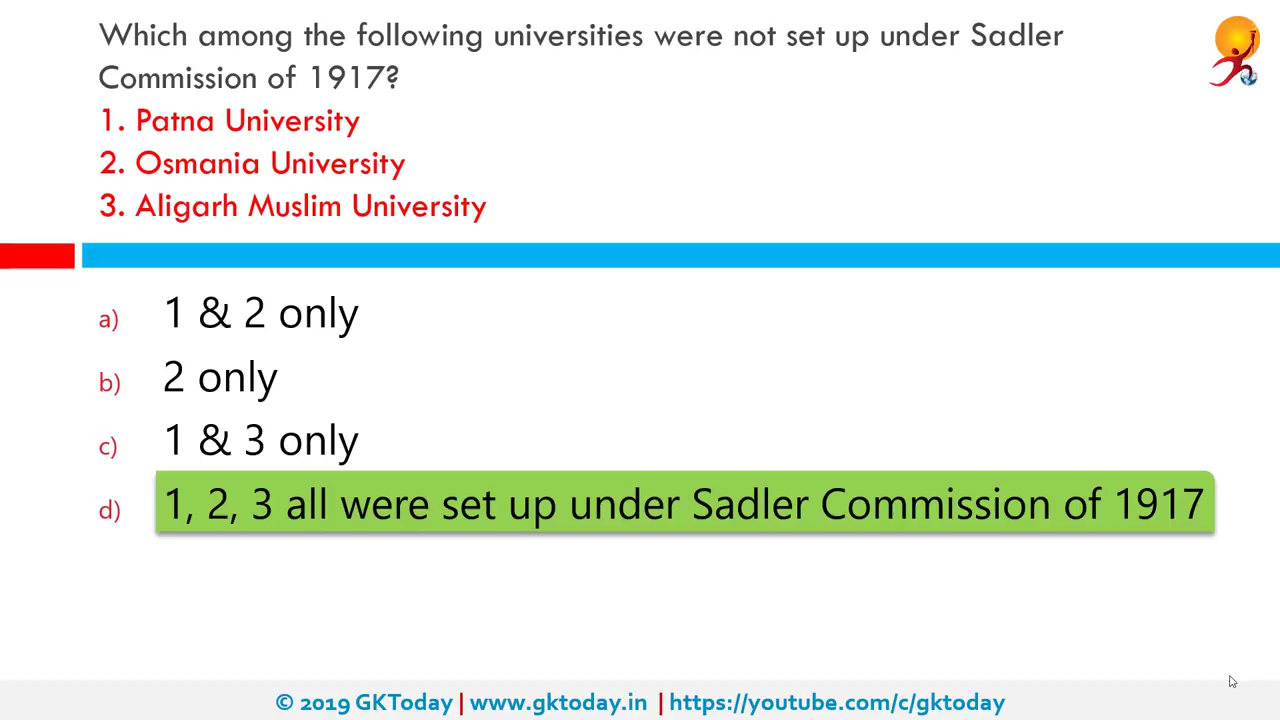 Which among the following universities were not set up under Sadler
Commission of 1917?
1. Patna University
2. Osmania University
3. Aligarh Muslim University
a) 1 & 2 only
b) 2 only
c) 1 & 3 only
d) 1, 2, 3 all were set up under Sadler Commission of 1917
© 2019 GKToday | www.gktoday.in | https://youtube.com/c/gktoday